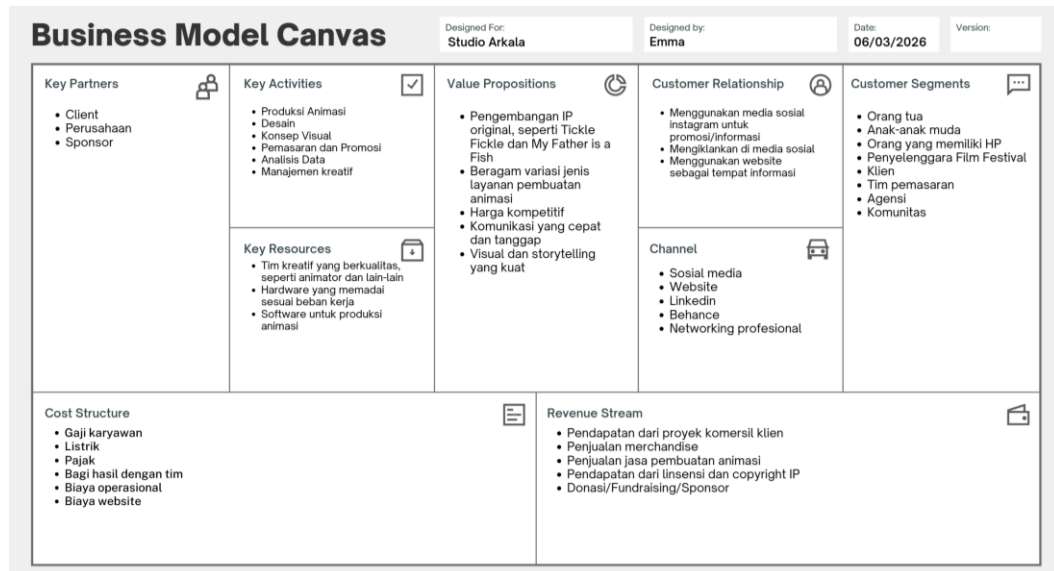 Business Model Canvas
Designed For:
Studio Arkala
Designed by:
Emma
Date:
06/03/2026
Version:
Key Partners
• Client
• Perusahaan
• Sponsor
Key Activities
• Produksi Animasi
• Desain
• Konsep Visual
• Pemasaran dan Promosi
• Analisis Data
• Manajemen kreatif
Key Resources
• Tim kreatif yang berkualitas,
seperti animator dan lain-lain
• Hardware yang memadai
sesuai beban kerja
• Software untuk produksi
animasi
Value Propositions
• Pengembangan IP
original, seperti Tickle
Fickle dan My Father is a
Fish
• Beragam variasi jenis
layanan pembuatan
animasi
• Harga kompetitif
• Komunikasi yang cepat
dan tanggap
• Visual dan storytelling
yang kuat
Customer Relationship
• Menggunakan media sosial
instagram untuk
promosi/informasi
• Mengiklankan di media sosial
• Menggunakan website
sebagai tempat informasi
Channel
• Sosial media
• Website
• Linkedin
• Behance
• Networking profesional
Customer Segments
• Orang tua
• Anak-anak muda
• Orang yang memiliki HP
• Penyelenggara Film Festival
• Klien
• Tim pemasaran
• Agensi
• Komunitas
Cost Structure
• Gaji karyawan
• Listrik
• Pajak
• Bagi hasil dengan tim
• Biaya operasional
• Biaya website
Revenue Stream
• Pendapatan dari proyek komersil klien
• Penjualan merchandise
• Penjualan jasa pembuatan animasi
• Pendapatan dari linsensi dan copyright IP
• Donasi/Fundraising/Sponsor